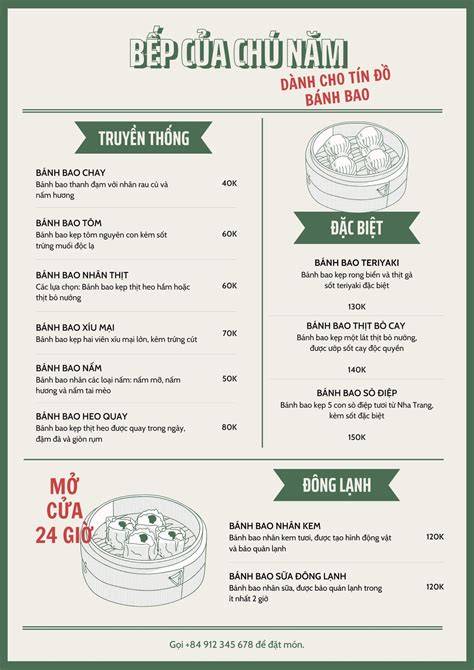 BẾP CỦA CHÚ NĂM
DÀNH CHO TÍN ĐỒ
BÁNH BAO
TRUYỀN THỐNG
BÁNH BAO CHAY
Bánh bao thanh đạm với nhân rau củ và
nấm hương
40K
BÁNH BAO TÔM
Bánh bao kẹp tôm nguyên con kèm sốt
trứng muối độc lạ
60K
BÁNH BAO NHÂN THỊT
Các lựa chọn: Bánh bao kẹp thịt heo hầm hoặc
thịt bò nướng
60K
BÁNH BAO XÍU MẠI
Bánh bao kẹp hai viên xíu mại lớn, kèm trứng cút
70K
BÁNH BAO NẤM
Bánh bao nhân các loại nấm: nấm mỡ, nấm
hương và nấm tai mèo
50K
BÁNH BAO HEO QUAY
Bánh bao kẹp thịt heo được quay trong ngày,
đậm đà và giòn rụm
80K
ĐẶC BIỆT
BÁNH BAO TERIYAKI
Bánh bao kẹp rong biển và thịt gà
sốt teriyaki đặc biệt
130K
BÁNH BAO THỊT BÒ CAY
Bánh bao kẹp một lát thịt bò nướng,
được ướp sốt cay độc quyền
140K
BÁNH BAO SÒ ĐIỆP
Bánh bao kẹp 5 con sò điệp tươi từ Nha Trang,
kèm sốt đặc biệt
150K
MỞ
CỬA
24 GIỜ
ĐÔNG LẠNH
BÁNH BAO NHÂN KEM
Bánh bao nhân kem tươi, được tạo hình động vật
và bảo quản lạnh
120K
BÁNH BAO SỮA ĐÔNG LẠNH
Bánh bao nhân sữa, được bảo quản lạnh trong
ít nhất 2 giờ
120K
Gọi +84 912 345 678 để đặt món.